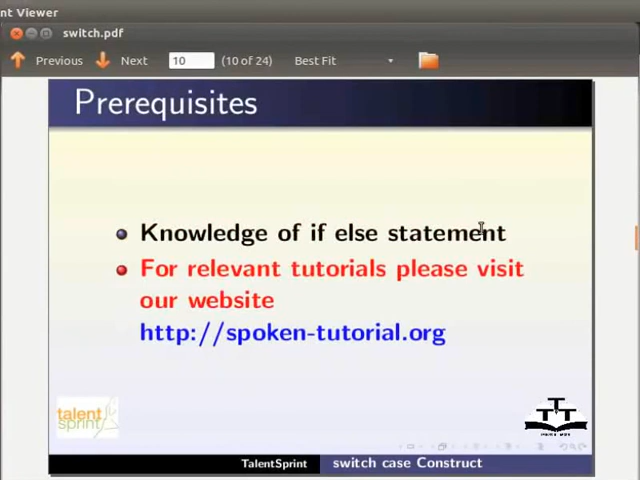 nt Viewer
switch.pdf
Previous Next 10 (10 of 24) Best Fit
Prerequisites
Knowledge of if else statement
For relevant tutorials please visit
our website
http://spoken-tutorial.org
talent
sprint
TalentSprint switch case Construct